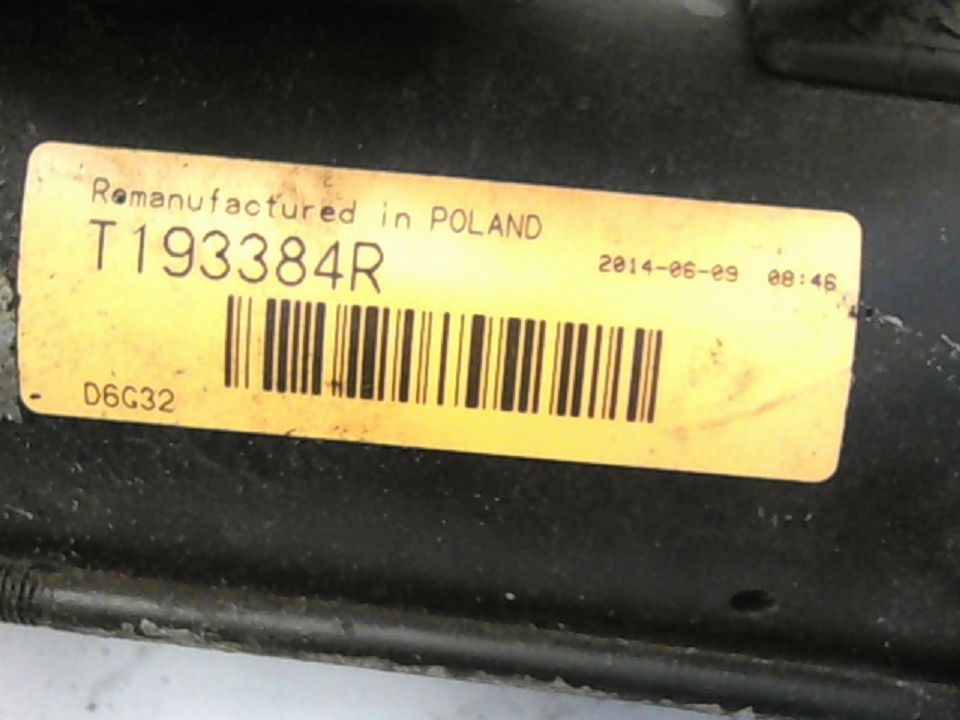 Remanufactured in POLAND
T193384R
2014-06-09 08:46
D6G32